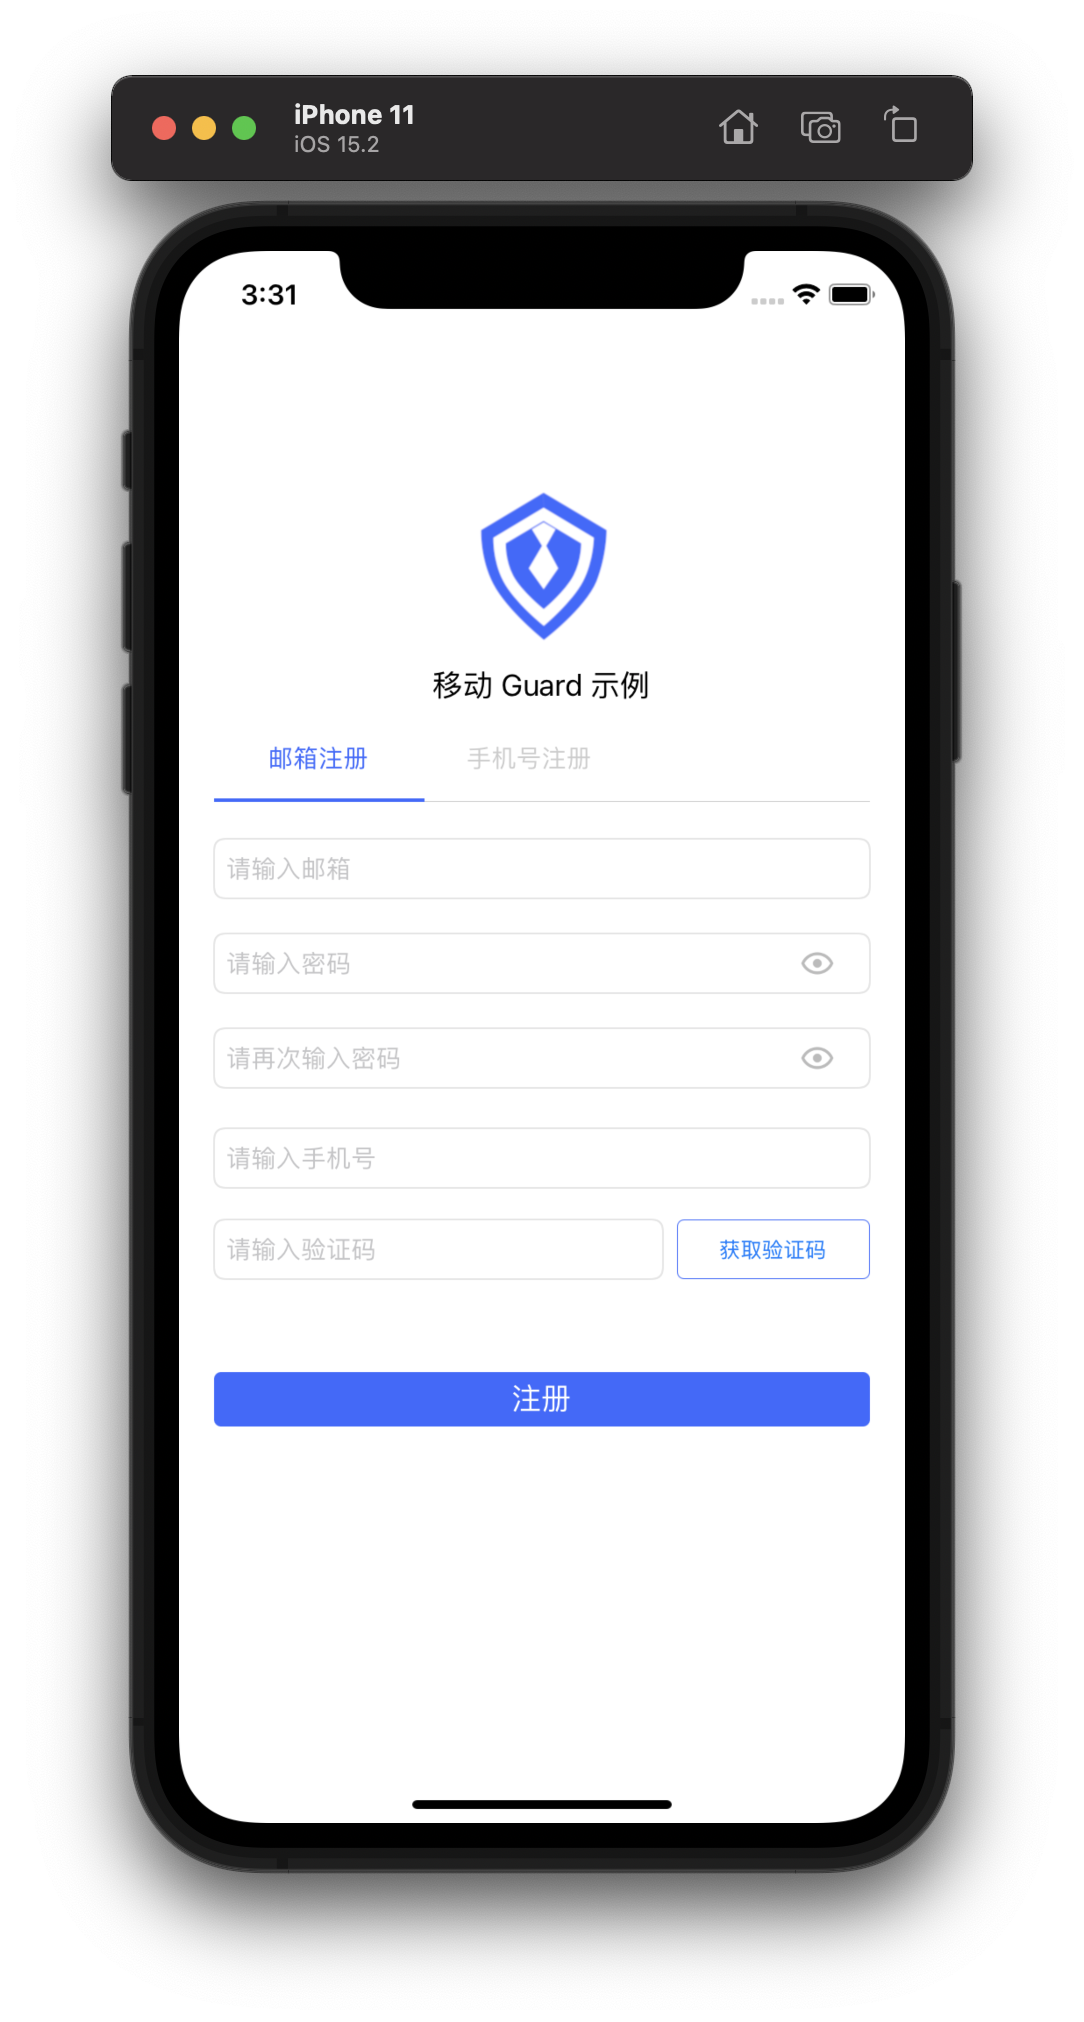 iPhone 11
iOS 15.2
3:31
移动 Guard 示例
邮箱注册 手机号注册
请输入邮箱
请输入密码
请再次输入密码
请输入手机号
请输入验证码 获取验证码
注册